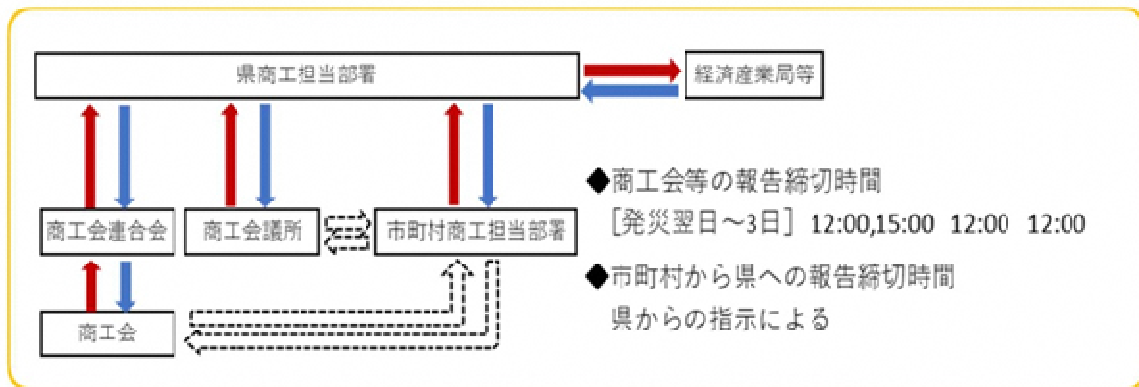 県商工担当部署
経済産業局等
商工会連合会
商工会議所
市町村商工担当部署
商工会
◆商工会等の報告締切時間
[発災翌日～3日] 12:00,15:00 12:00 12:00
◆市町村から県への報告締切時間
県からの指示による